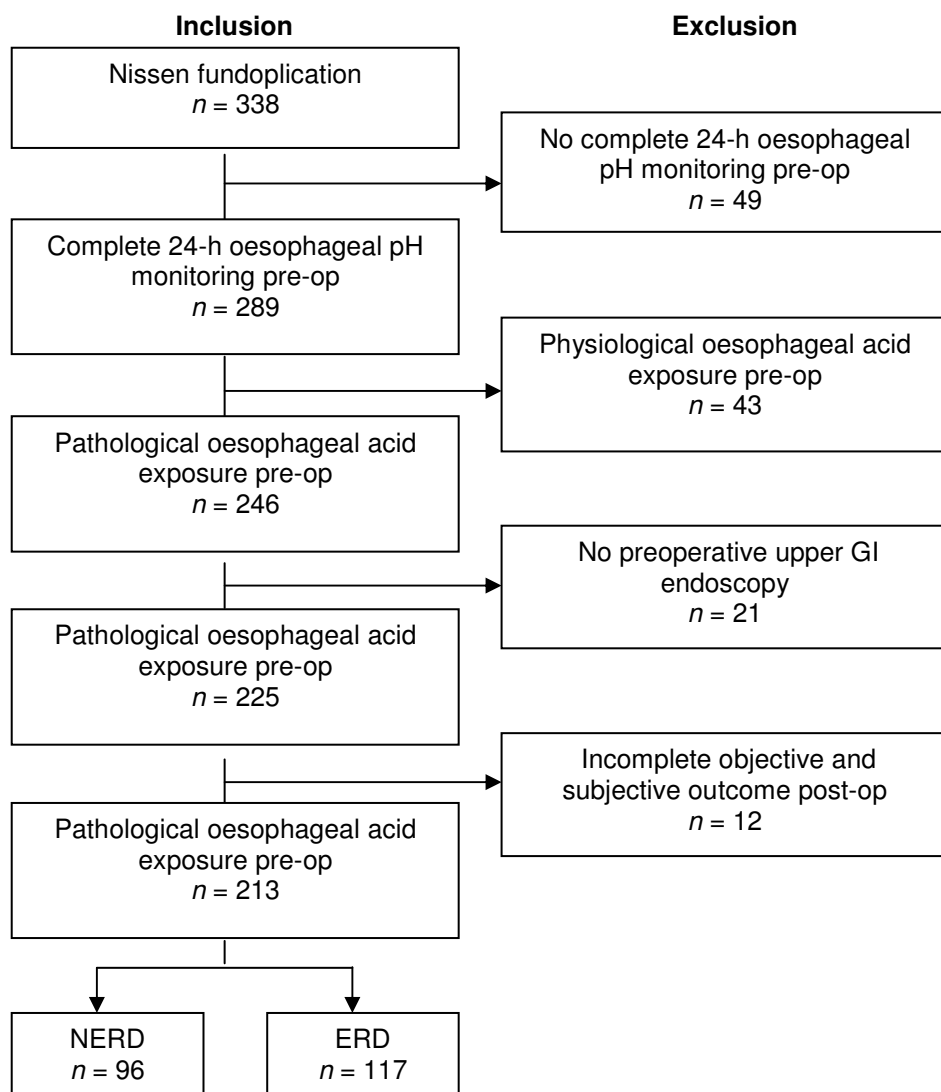 Inclusion
Exclusion
Nissen fundoplication
n = 338
No complete 24-h oesophageal
pH monitoring pre-op
n = 49
Complete 24-h oesophageal pH
monitoring pre-op
n = 289
Physiological oesophageal acid
exposure pre-op
n = 43
Pathological oesophageal acid
exposure pre-op
n = 246
No preoperative upper GI
endoscopy
n = 21
Pathological oesophageal acid
exposure pre-op
n = 225
Incomplete objective and
subjective outcome post-op
n = 12
Pathological oesophageal acid
exposure pre-op
n = 213
NERD
n = 96
ERD
n = 117